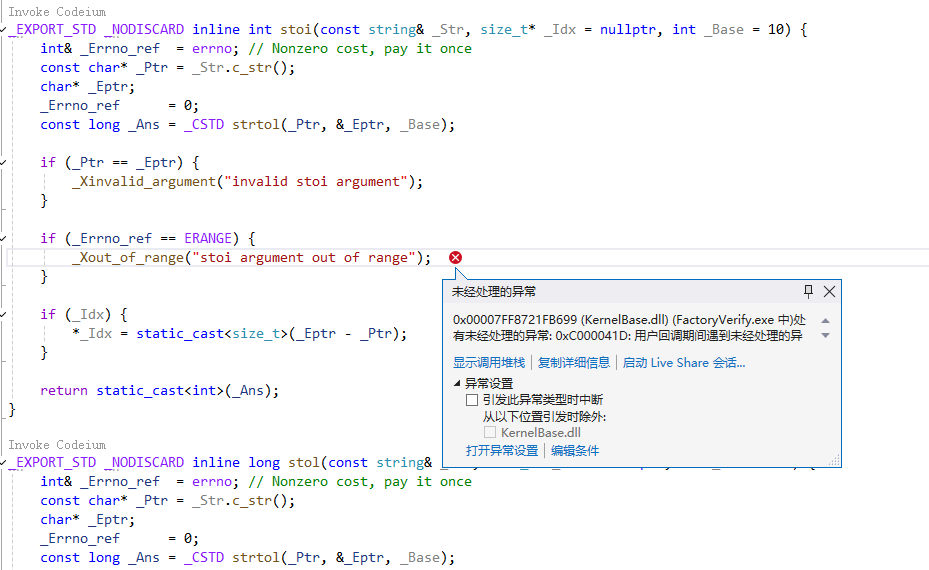 Invoke Codeium
_EXPORT_STD _NODISCARD inline int stoi(const string& _Str, size_t* _Idx = nullptr, int _Base = 10) {
    int& _Errno_ref  = errno; // Nonzero cost, pay it once
    const char* _Ptr = _Str.c_str();
    char* _Eptr;
    _Errno_ref      = 0;
    const long _Ans = _CSTD strtol(_Ptr, &_Eptr, _Base);
    if (_Ptr == _Eptr) {
        _Xinvalid_argument("invalid stoi argument");
    }
    if (_Errno_ref == ERANGE) {
        _Xout_of_range("stoi argument out of range");
    }
    if (_Idx) {
        *_Idx = static_cast<size_t>(_Eptr - _Ptr);
    }
    return static_cast<int>(_Ans);
}
未经处理的异常
0x00007FF8721FB699 (KernelBase.dll) (FactoryVerify.exe 中)处
有未经处理的异常: 0xC000041D: 用户回调期间遇到未经处理的异
显示调用堆栈 | 复制详细信息 | 启动 Live Share 会话...
异常设置
引发此异常类型时中断
从以下位置引发时除外:
KernelBase.dll
打开异常设置 | 编辑条件
Invoke Codeium
_EXPORT_STD _NODISCARD inline long stol(const string& 
    int& _Errno_ref  = errno; // Nonzero cost, pay it once
    const char* _Ptr = _Str.c_str();
    char* _Eptr;
    _Errno_ref      = 0;
    const long _Ans = _CSTD strtol(_Ptr, &_Eptr, _Base);